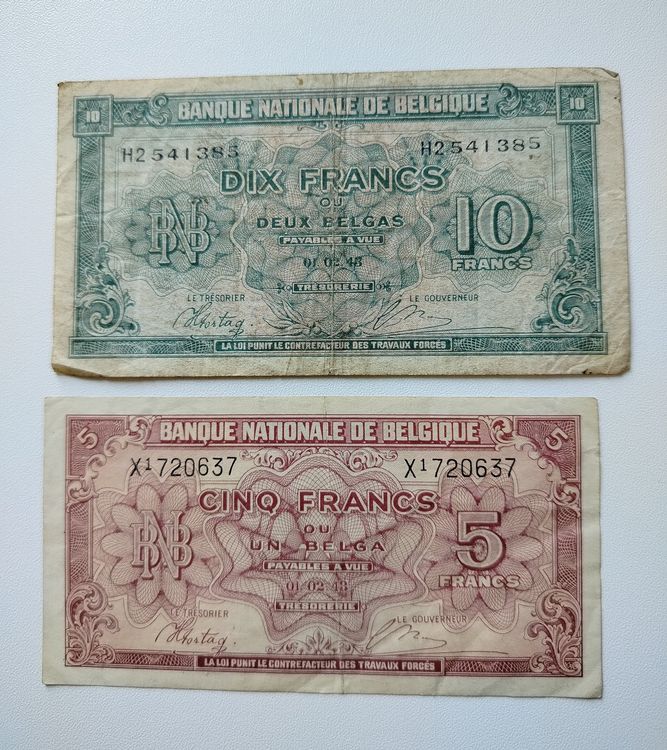 BANQUE NATIONALE DE BELGIQUE
10 10
H2541385 H2541385
DIX FRANCS
OU
DEUX BELGAS
PAYABLES A VUE
01·02·43
TRÉSORERIE
BNB
10
FRANCS
LE TRÉSORIER LE GOUVERNEUR
LA LOI PUNIT LE CONTREFACTEUR DES TRAVAUX FORCÉS
5 BANQUE NATIONALE DE BELGIQUE 5
X¹720637 X¹720637
CINQ FRANCS
OU
UN BELGA
PAYABLES A VUE
01·02·43
TRÉSORERIE
BNB
5
FRANCS
LE TRÉSORIER LE GOUVERNEUR
LA LOI PUNIT LE CONTREFACTEUR DES TRAVAUX FORCÉS